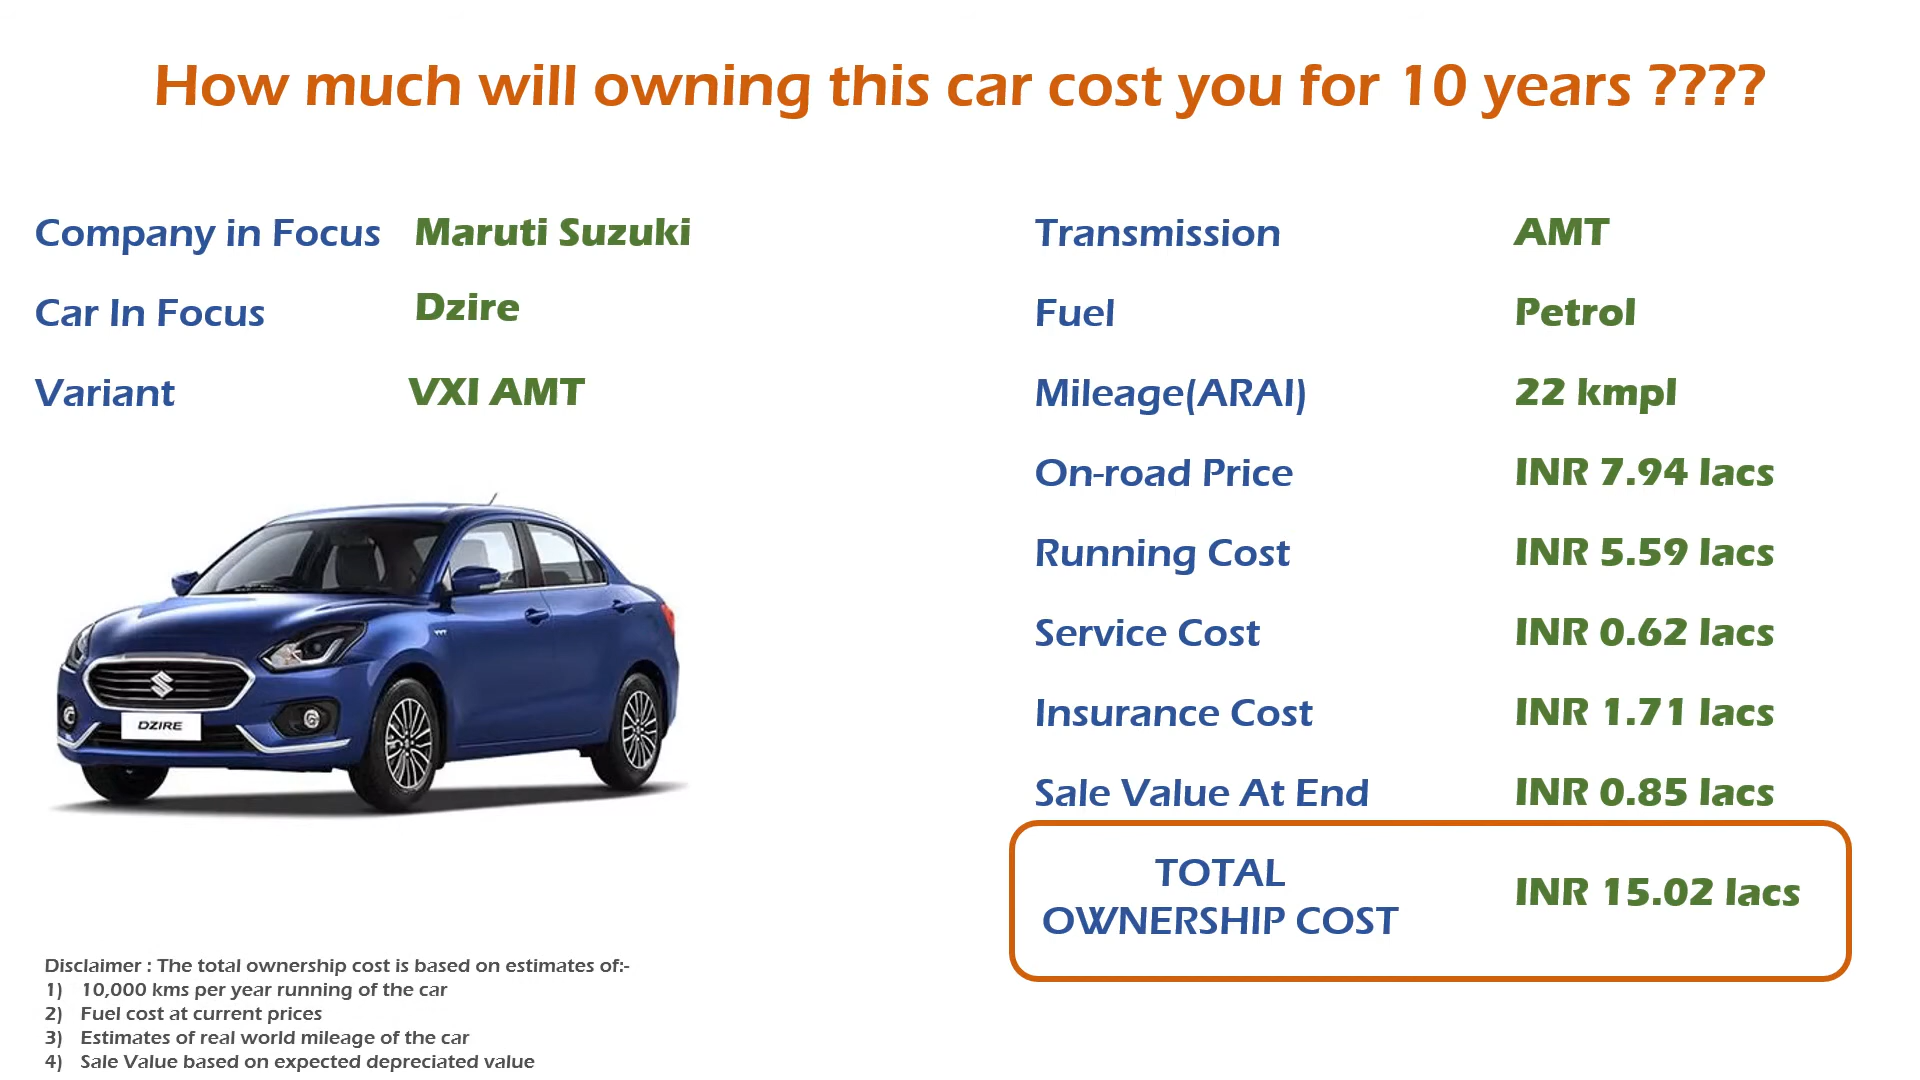 How much will owning this car cost you for 10 years ????
Company in Focus Maruti Suzuki
Car In Focus Dzire
Variant VXI AMT
DZIRE
Transmission AMT
Fuel Petrol
Mileage(ARAI) 22 kmpl
On-road Price INR 7.94 lacs
Running Cost INR 5.59 lacs
Service Cost INR 0.62 lacs
Insurance Cost INR 1.71 lacs
Sale Value At End INR 0.85 lacs
TOTAL
OWNERSHIP COST INR 15.02 lacs
Disclaimer : The total ownership cost is based on estimates of:-
1) 10,000 kms per year running of the car
2) Fuel cost at current prices
3) Estimates of real world mileage of the car
4) Sale Value based on expected depreciated value